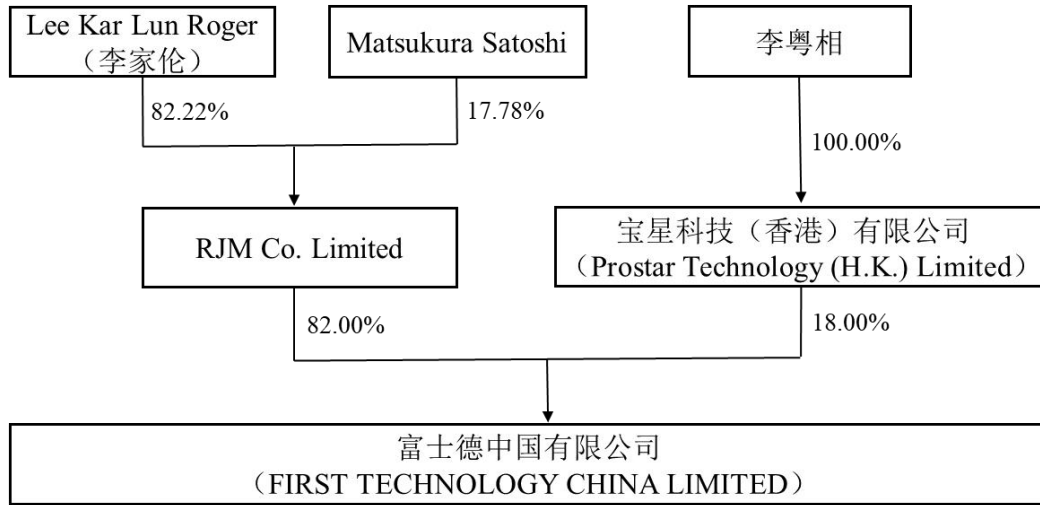 Lee Kar Lun Roger
（李家伦）
Matsukura Satoshi
李粤相
82.22%
17.78%
100.00%
RJM Co. Limited
宝星科技（香港）有限公司
（Prostar Technology (H.K.) Limited）
82.00%
18.00%
富士德中国有限公司
（FIRST TECHNOLOGY CHINA LIMITED）